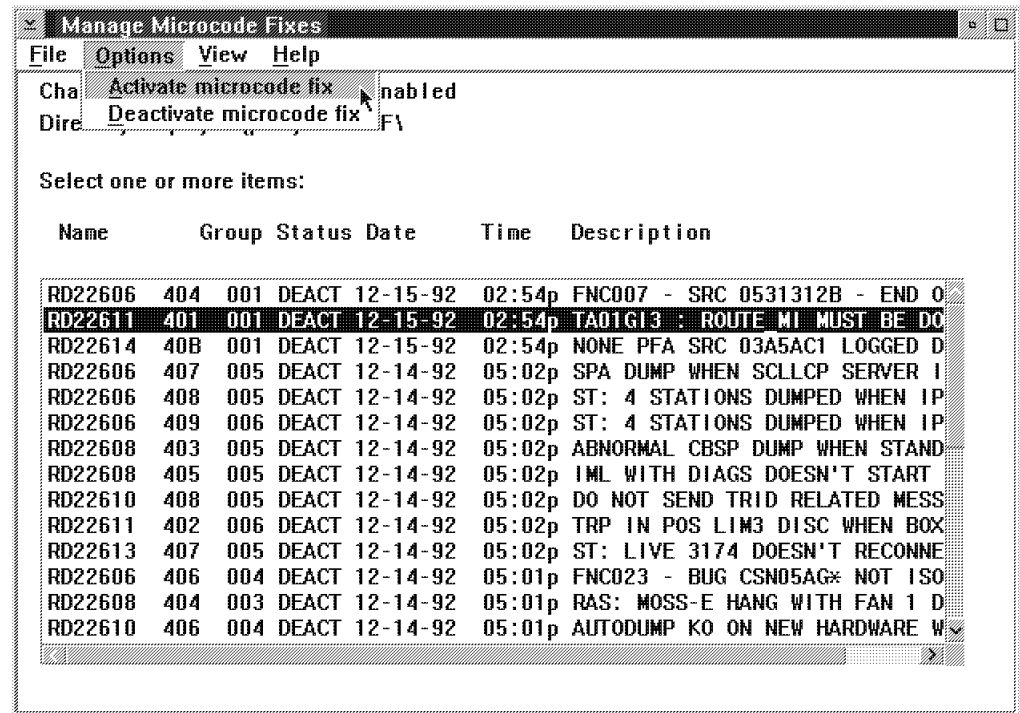 Manage Microcode Fixes
File Options View Help
Activate microcode fix
Deactivate microcode fix
Cha nabled
Dire F\
Select one or more items:
Name Group Status Date Time Description
RD22606 404 001 DEACT 12-15-92 02:54p FNC007 - SRC 0531312B - END O
RD22611 401 001 DEACT 12-15-92 02:54p TA01GI3 : ROUTE_MI MUST BE DO
RD22614 40B 001 DEACT 12-15-92 02:54p NONE PFA SRC 03A5AC1 LOGGED D
RD22606 407 005 DEACT 12-14-92 05:02p SPA DUMP WHEN SCLLCP SERVER I
RD22606 408 005 DEACT 12-14-92 05:02p ST: 4 STATIONS DUMPED WHEN IP
RD22606 409 006 DEACT 12-14-92 05:02p ST: 4 STATIONS DUMPED WHEN IP
RD22608 403 005 DEACT 12-14-92 05:02p ABNORMAL CBSP DUMP WHEN STAND
RD22608 405 005 DEACT 12-14-92 05:02p IML WITH DIAGS DOESN'T START
RD22610 408 005 DEACT 12-14-92 05:02p DO NOT SEND TRID RELATED MESS
RD22611 402 006 DEACT 12-14-92 05:02p TRP IN POS LIM3 DISC WHEN BOX
RD22613 407 005 DEACT 12-14-92 05:02p ST: LIVE 3174 DOESN'T RECONNE
RD22606 406 004 DEACT 12-14-92 05:01p FNC023 - BUG CSN05AG* NOT ISO
RD22608 404 003 DEACT 12-14-92 05:01p RAS: MOSS-E HANG WITH FAN 1 D
RD22610 406 004 DEACT 12-14-92 05:01p AUTODUMP KO ON NEW HARDWARE W